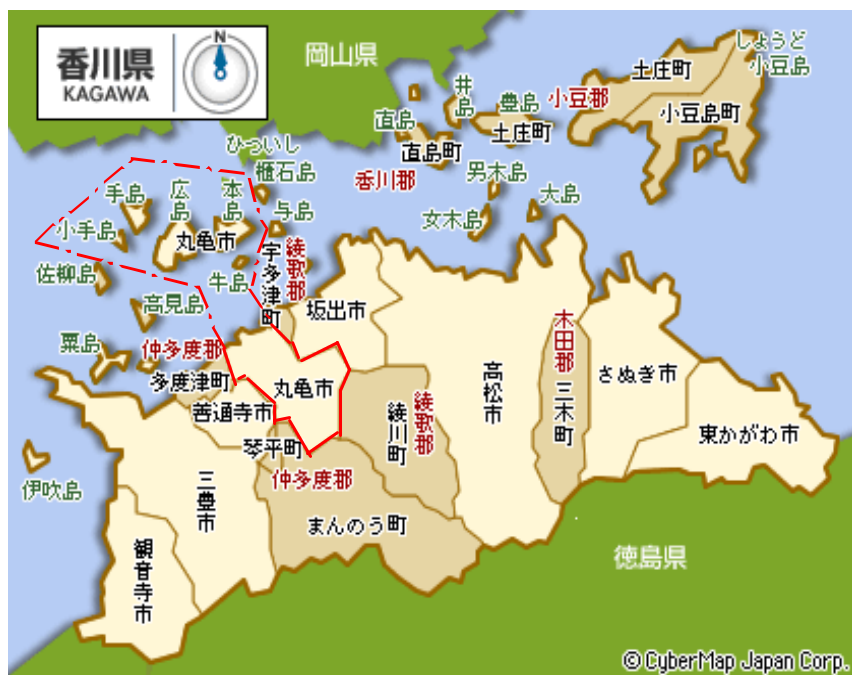 香川県
KAGAWA
N
岡山県
しょうど
小豆島
土庄町
小豆郡
小豆島町
井島
豊島
土庄町
直島
直島町
香川郡
男木島
女木島
大島
ひついし
櫃石島
与島
本島
広島
手島
小手島
丸亀市
牛島
佐柳島
高見島
粟島
宇多津町
綾歌郡
坂出市
仲多度郡
多度津町
丸亀市
善通寺市
琴平町
仲多度郡
まんのう町
綾川町
綾歌郡
高松市
木田郡
三木町
さぬき市
東かがわ市
伊吹島
三豊市
観音寺市
徳島県
© CyberMap Japan Corp.